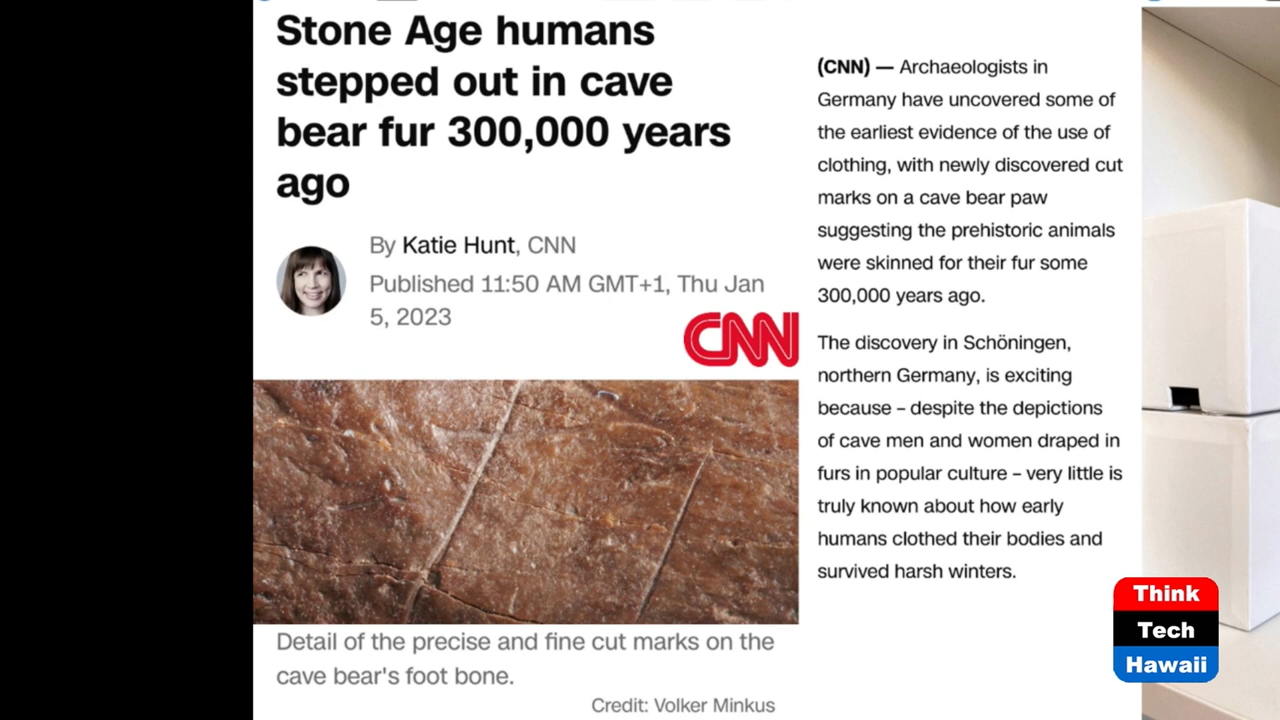 Stone Age humans
stepped out in cave
bear fur 300,000 years
ago
By Katie Hunt, CNN
Published 11:50 AM GMT+1, Thu Jan
5, 2023
CNN
Detail of the precise and fine cut marks on the
cave bear's foot bone.
Credit: Volker Minkus
(CNN) — Archaeologists in
Germany have uncovered some of
the earliest evidence of the use of
clothing, with newly discovered cut
marks on a cave bear paw
suggesting the prehistoric animals
were skinned for their fur some
300,000 years ago.
The discovery in Schöningen,
northern Germany, is exciting
because – despite the depictions
of cave men and women draped in
furs in popular culture – very little is
truly known about how early
humans clothed their bodies and
survived harsh winters.
Think
Tech
Hawaii